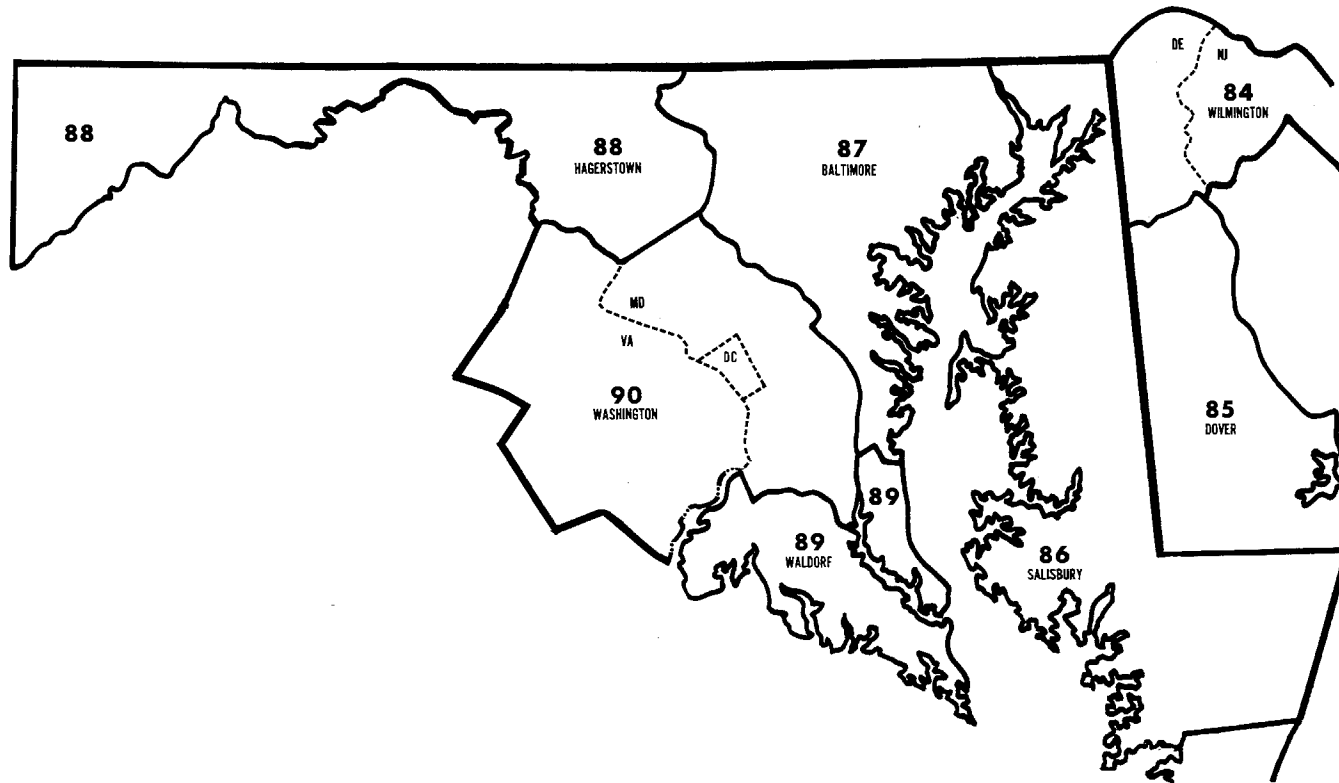 DE
NJ
84
WILMINGTON
88
88
HAGERSTOWN
87
BALTIMORE
MD
VA
DC
90
WASHINGTON
85
DOVER
89
89
WALDORF
86
SALISBURY